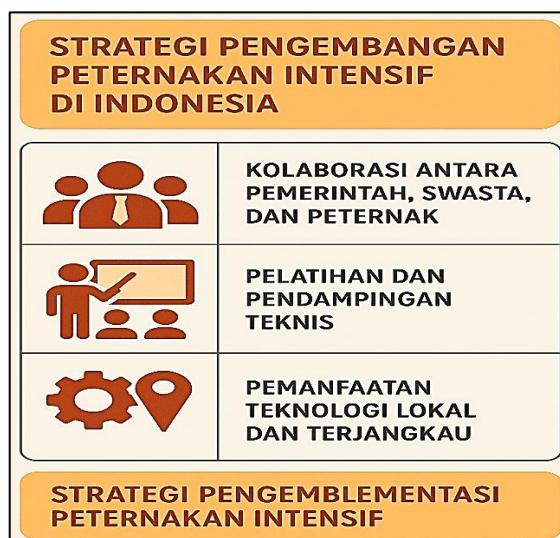 STRATEGI PENGEMBANGAN
PETERNAKAN INTENSIF
DI INDONESIA
KOLABORASI ANTARA
PEMERINTAH, SWASTA,
DAN PETERNAK
PELATIHAN DAN
PENDAMPINGAN
TEKNIS
PEMANFAATAN
TEKNOLOGI LOKAL
DAN TERJANGKAU
STRATEGI PENGEMBLEMENTASI
PETERNAKAN INTENSIF